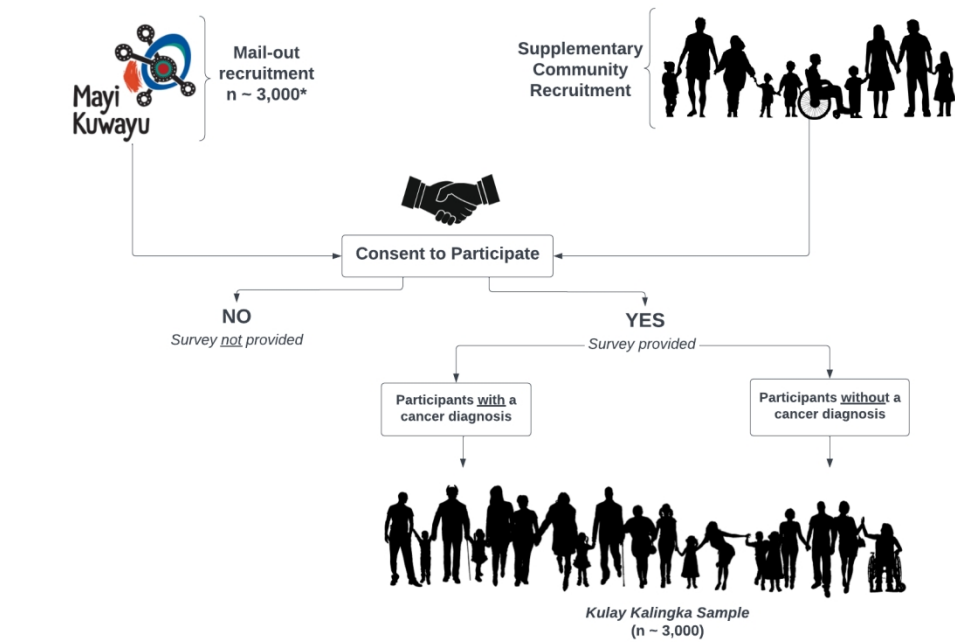 Mayi
Kuwayu
Mail-out
recruitment
n ~ 3,000*
Supplementary
Community
Recruitment
Consent to Participate
NO
Survey not provided
YES
Survey provided
Participants with a
cancer diagnosis
Participants without a
cancer diagnosis
Kulay Kalingka Sample
(n ~ 3,000)